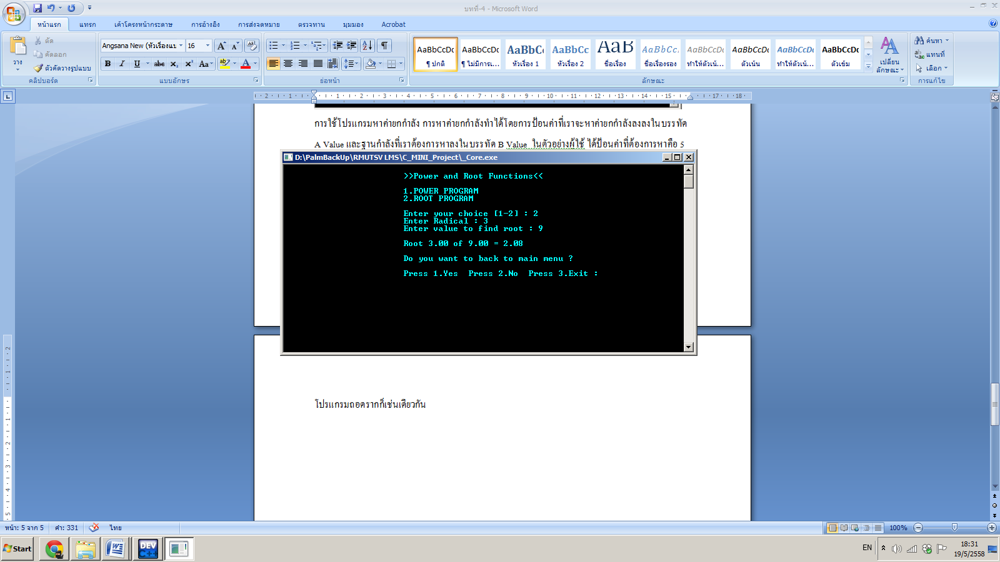 บทที่-4 - Microsoft Word
หน้าแรก แทรก เค้าโครงหน้ากระดาษ การอ้างอิง การส่งจดหมาย ตรวจทาน มุมมอง Acrobat
วาง
ตัด
คัดลอก
ตัวคัดวางรูปแบบ
คลิปบอร์ด
Angsana New (หัวเรื่องแบ 16
แบบอักษร
ย่อหน้า
AaBbCcDc AaBbCcDc AaBbC AaBbCc AaB AaBbCc. AaBbCcDc AaBbCcDc AaBbCcDc AaBbCcDc
¶ ปกติ ¶ ไม่มีการเ... หัวเรื่อง 1 หัวเรื่อง 2 ชื่อเรื่อง ชื่อเรื่องรอง ทำให้ตัวเน้... ตัวเน้น ทำให้ตัวเน้... ตัวเข้ม
เปลี่ยน
ลักษณะ
ลักษณะ
ค้นหา
แทนที่
เลือก
การแก้ไข
การใช้โปรแกรมหาค่ายกกำลัง การหาค่ายกกำลังทำได้โดยการป้อนค่าที่เราจะหาค่ายกกำลังลงลงในบรรทัด
A Value และฐานกำลังที่เราต้องการหาลงในบรรทัด B Value ในตัวอย่างผู้ใช้ ได้ป้อนค่าที่ต้องการหาคือ 5
D:\PalmBackUp\RMUTSV LMS\C_MINI_Project\_Core.exe
>>Power and Root Functions<<
1.POWER PROGRAM
2.ROOT PROGRAM
Enter your choice [1-2] : 2
Enter Radical : 3
Enter value to find root : 9
Root 3.00 of 9.00 = 2.08
Do you want to back to main menu ?
Press 1.Yes Press 2.No Press 3.Exit :
โปรแกรมถอดรากก็เช่นเดียวกัน
หน้า: 5 จาก 5 คำ: 331 ไทย
100%
Start
DEV C++
EN
18:31
19/5/2558